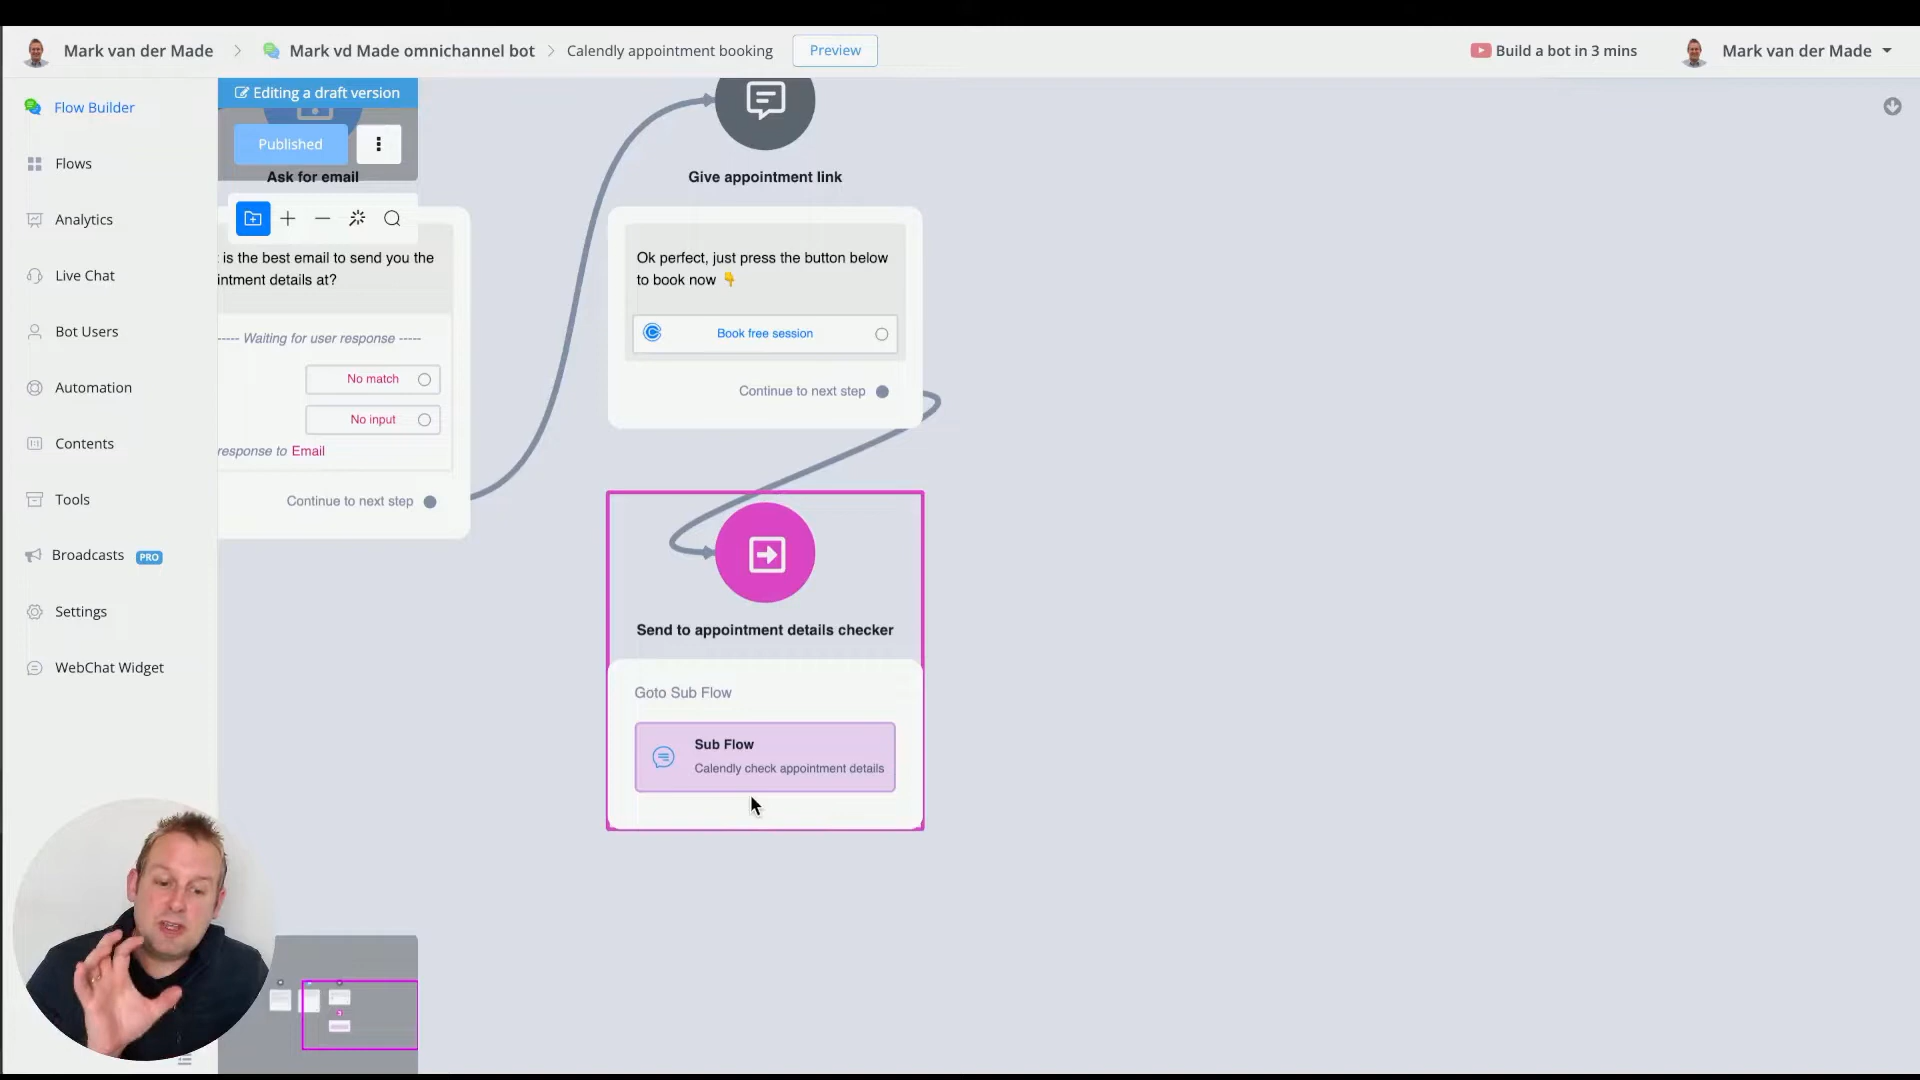 Mark van der Made
Mark vd Made omnichannel bot
Calendly appointment booking
Preview
Build a bot in 3 mins
Mark van der Made
Flow Builder
Flows
Analytics
Live Chat
Bot Users
Automation
Contents
Tools
Broadcasts PRO
Settings
WebChat Widget
Editing a draft version
Published
Ask for email
is the best email to send you the
intment details at?
----- Waiting for user response -----
No match
No input
response to Email
Continue to next step
Give appointment link
Ok perfect, just press the button below
to book now 👇
Book free session
Continue to next step
Send to appointment details checker
Goto Sub Flow
Sub Flow
Calendly check appointment details